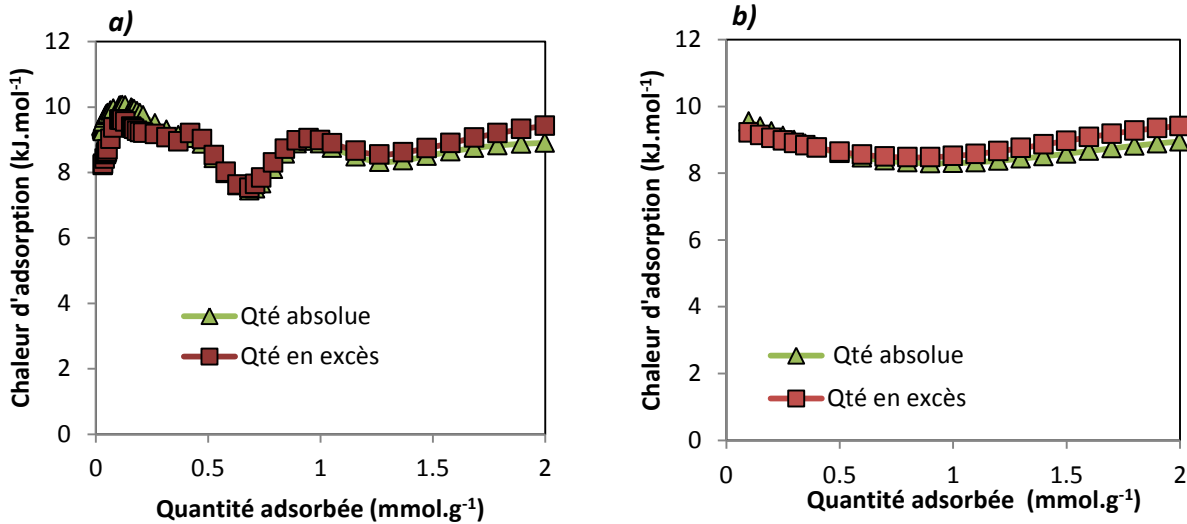 a)
Chaleur d'adsorption (kJ.mol⁻¹)
12
10
8
6
4
2
0
Qté absolue
Qté en excès
0
0.5
1
1.5
2
Quantité adsorbée (mmol.g⁻¹)
b)
Chaleur d'adsorption (kJ.mol⁻¹)
12
10
8
6
4
2
0
Qté absolue
Qté en excès
0
0.5
1
1.5
2
Quantité adsorbée (mmol.g⁻¹)